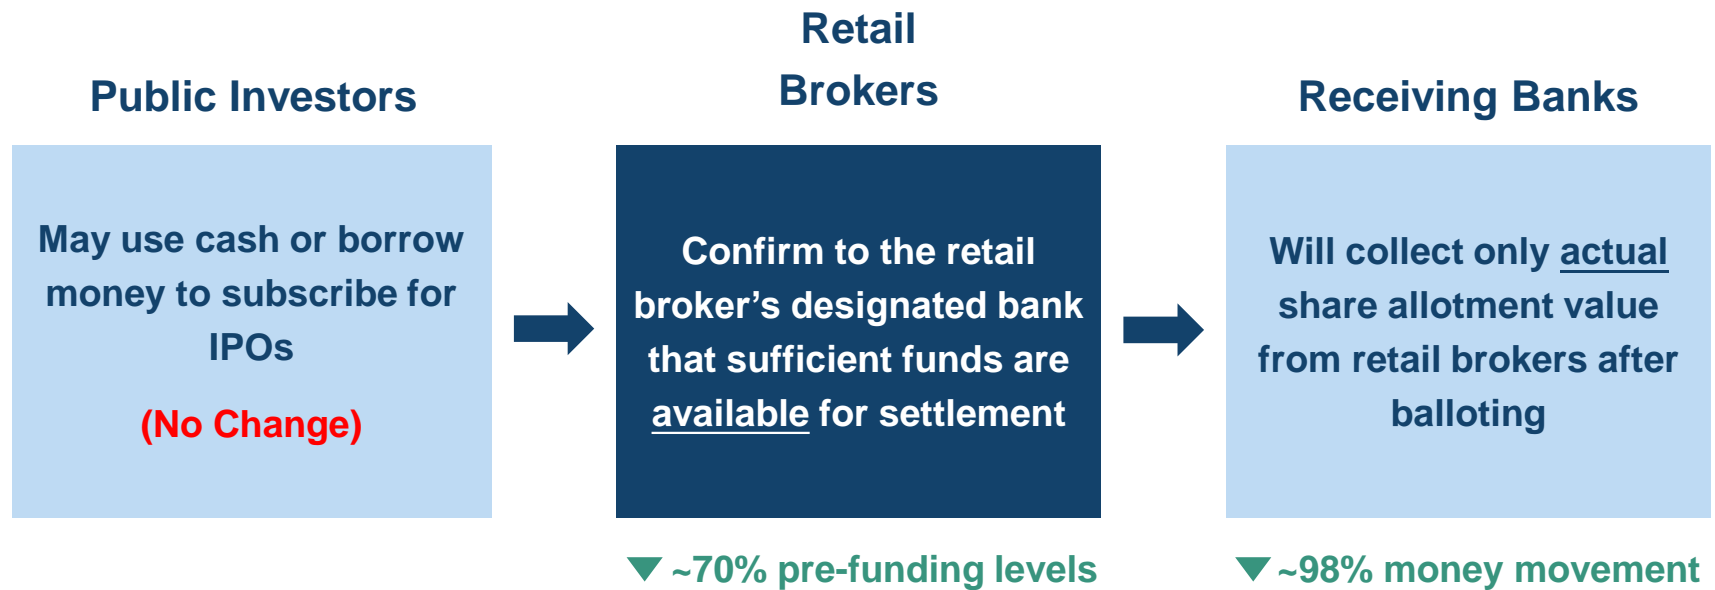 Public Investors
May use cash or borrow
money to subscribe for
IPOs
(No Change)
Retail
Brokers
Confirm to the retail
broker's designated bank
that sufficient funds are
available for settlement
▼ ~70% pre-funding levels
Receiving Banks
Will collect only actual
share allotment value
from retail brokers after
balloting
▼ ~98% money movement